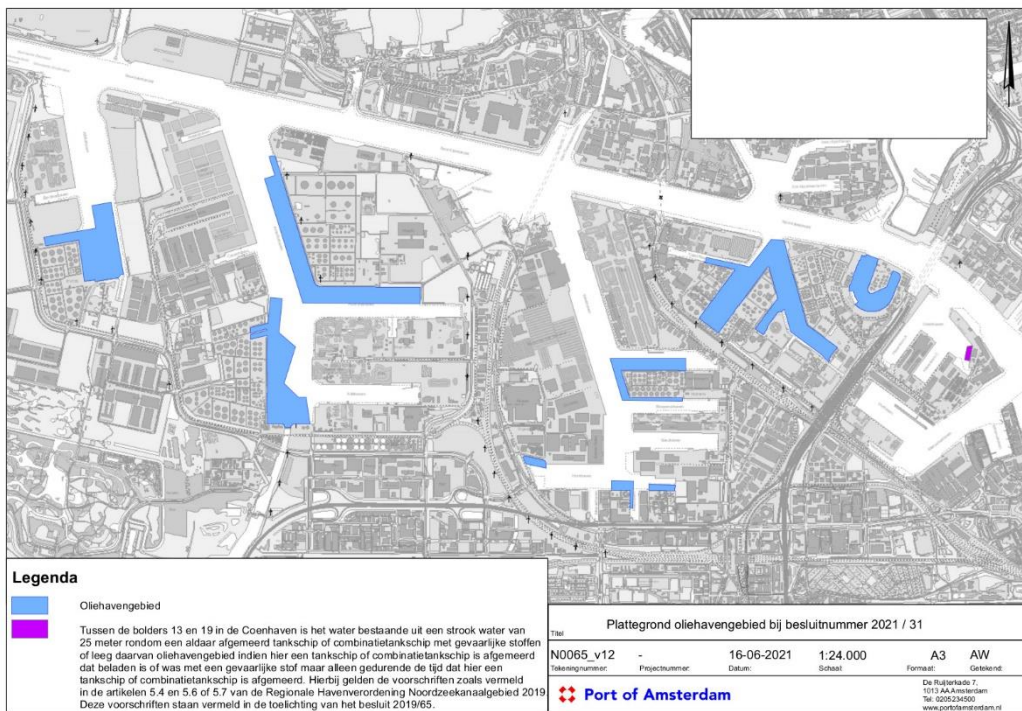 Legenda
Oliehavengebied
Tussen de bolders 13 en 19 in de Coenhaven is het water bestaande uit een strook water van
25 meter rondom een aldaar afgemeerd tankschip of combinatietankschip met gevaarlijke stoffen
of leeg daarvan oliehavengebied indien hier een tankschip of combinatietankschip is afgemeerd
dat beladen is of was met een gevaarlijke stof maar alleen gedurende de tijd dat hier een
tankschip of combinatietankschip is afgemeerd. Hierbij gelden de voorschriften zoals vermeld
in de artikelen 5.4 en 5.6 of 5.7 van de Regionale Havenverordening Noordzeekanaalgebied 2019.
Deze voorschriften staan vermeld in de toelichting van het besluit 2019/65.
Titel
Plattegrond oliehavengebied bij besluitnummer 2021 / 31
N0065_v12 - 16-06-2021 1:24.000 A3 AW
Tekeningnummer: Projectnummer: Datum: Schaal: Formaat: Getekend:
Port of Amsterdam
De Ruijterkade 7,
1013 AA Amsterdam
Tel: 0205234500
www.portofamsterdam.nl